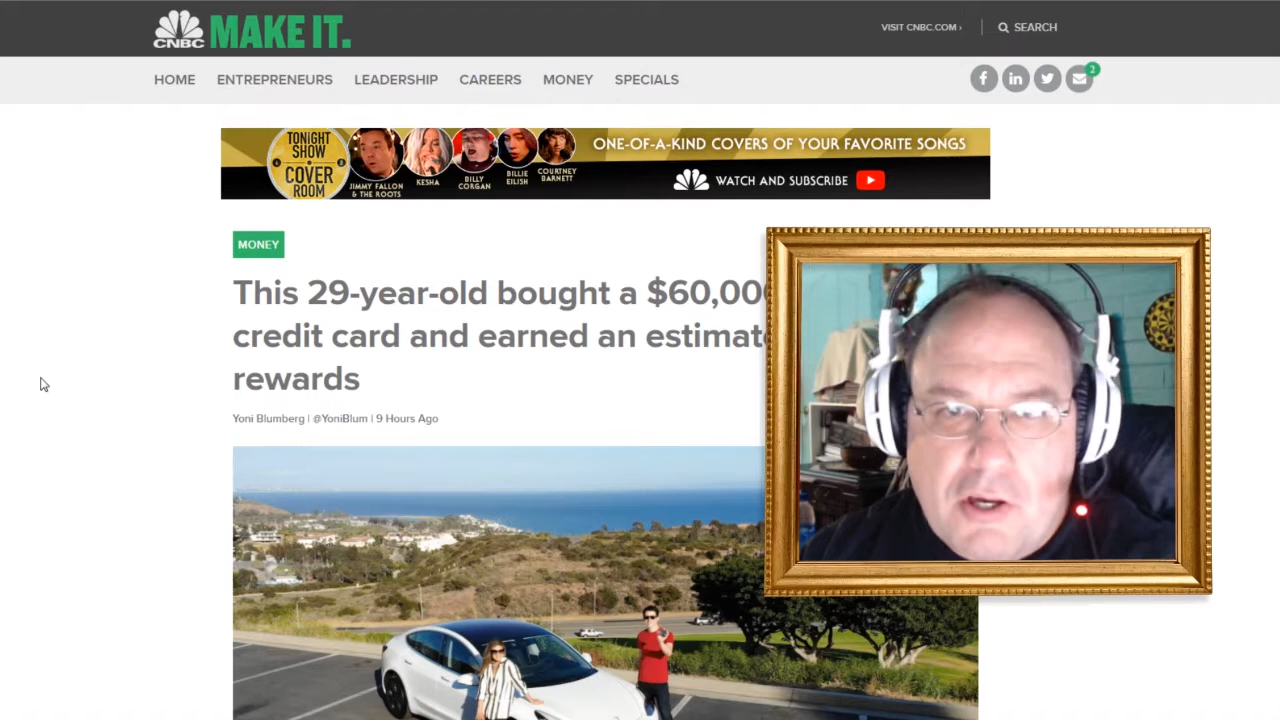 CNBC MAKE IT.
VISIT CNBC.COM ›
SEARCH
HOME ENTREPRENEURS LEADERSHIP CAREERS MONEY SPECIALS
2
TONIGHT
SHOW
COVER
ROOM
JIMMY FALLON
& THE ROOTS
KESHA
BILLY
CORGAN
BILLIE
EILISH
COURTNEY
BARNETT
ONE-OF-A-KIND COVERS OF YOUR FAVORITE SONGS
WATCH AND SUBSCRIBE
MONEY
This 29-year-old bought a $60,000
credit card and earned an estimat
rewards
Yoni Blumberg | @YoniBlum | 9 Hours Ago